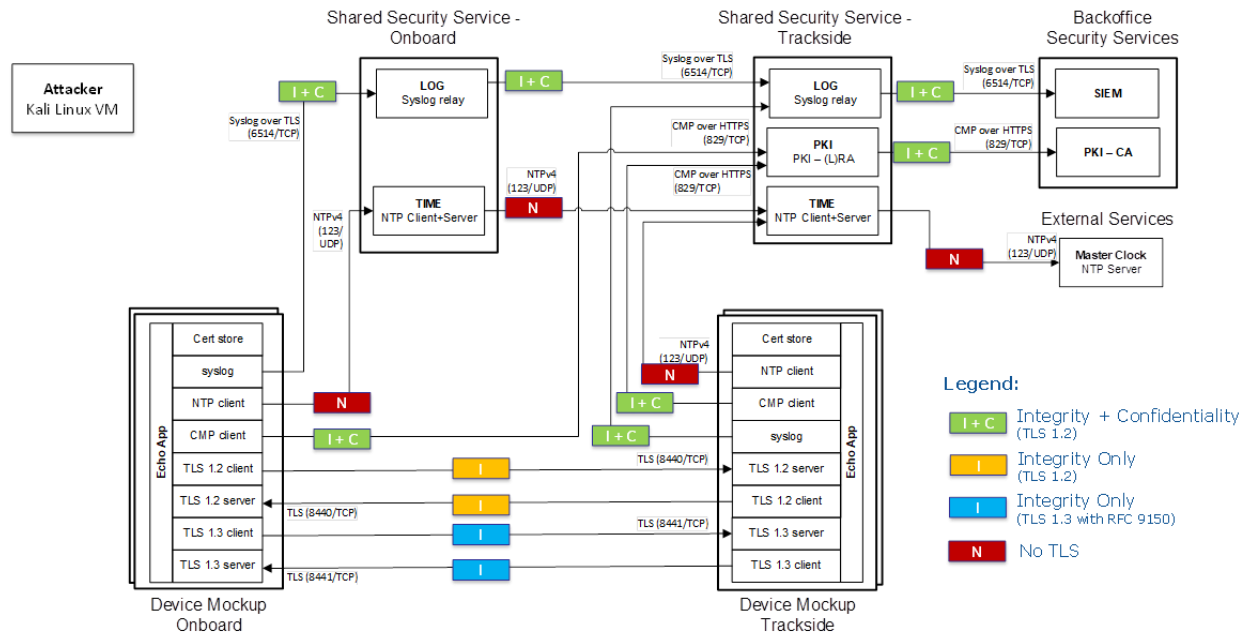 Shared Security Service -
Onboard
Shared Security Service -
Trackside
Backoffice
Security Services
Attacker
Kali Linux VM
I + C
Syslog over TLS
(6514/TCP)
LOG
Syslog relay
I + C
Syslog over TLS
(6514/TCP)
LOG
Syslog relay
I + C
Syslog over TLS
(6514/TCP)
SIEM
CMP over HTTPS
(829/TCP)
PKI
PKI – (L)RA
I + C
CMP over HTTPS
(829/TCP)
PKI – CA
CMP over HTTPS
(829/TCP)
NTPv4
(123/
UDP)
TIME
NTP Client+Server
NTPv4
(123/UDP)
N
TIME
NTP Client+Server
External Services
N
NTPv4
(123/UDP)
Master Clock
NTP Server
Echo App
Cert store
syslog
NTP client
CMP client
TLS 1.2 client
TLS 1.2 server
TLS 1.3 client
TLS 1.3 server
N
I + C
NTPv4
(123/UDP)
N
I + C
I + C
I
TLS (8440/TCP)
I
TLS (8440/TCP)
I
TLS (8441/TCP)
I
TLS (8441/TCP)
Cert store
NTP client
CMP client
syslog
TLS 1.2 server
TLS 1.2 client
TLS 1.3 server
TLS 1.3 client
Echo App
Device Mockup
Onboard
Device Mockup
Trackside
Legend:
I + C
Integrity + Confidentiality
(TLS 1.2)
I
Integrity Only
(TLS 1.2)
I
Integrity Only
(TLS 1.3 with RFC 9150)
N
No TLS